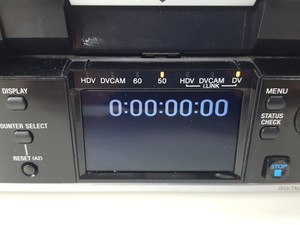 HDV DVCAM 60 50 HDV DVCAM DV
i.LINK
DISPLAY
MENU
0:00:00:00
COUNTER SELECT
STATUS
CHECK
RESET (A2)
STOP